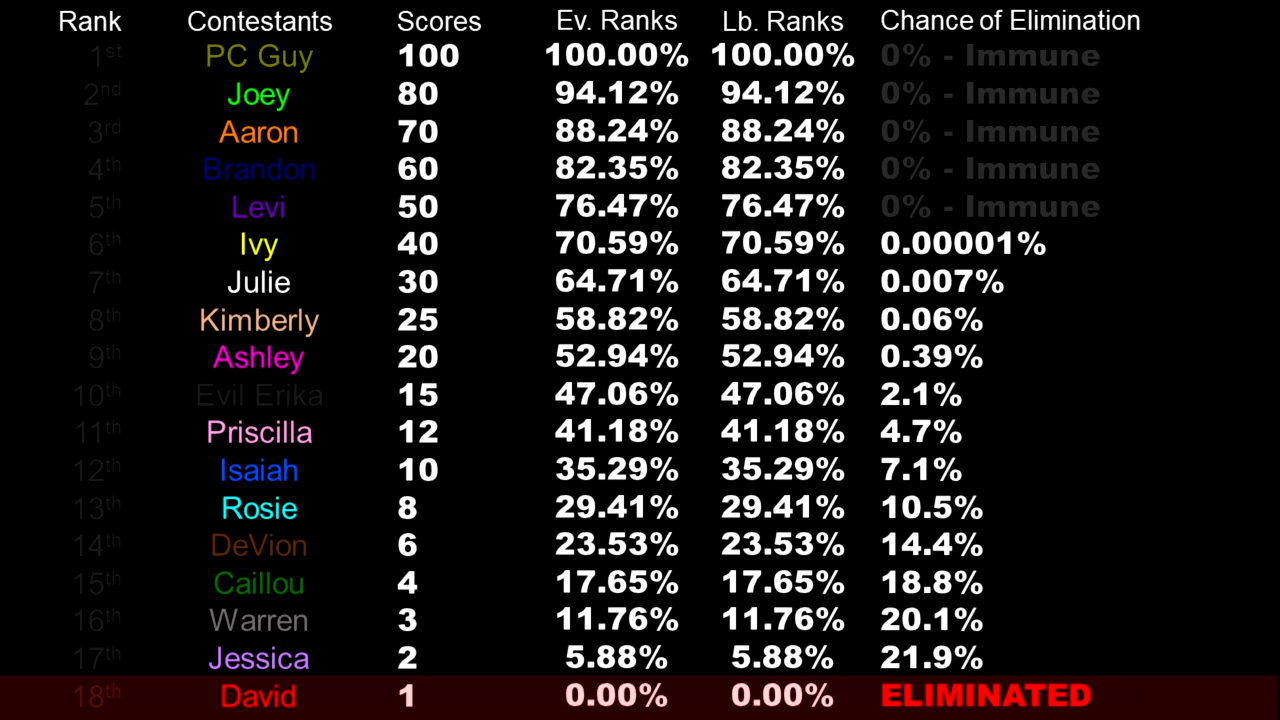 Rank Contestants Scores Ev. Ranks Lb. Ranks Chance of Elimination
1st PC Guy 100 100.00% 100.00% 0% - Immune
2nd Joey 80 94.12% 94.12% 0% - Immune
3rd Aaron 70 88.24% 88.24% 0% - Immune
4th Brandon 60 82.35% 82.35% 0% - Immune
5th Levi 50 76.47% 76.47% 0% - Immune
6th Ivy 40 70.59% 70.59% 0.00001%
7th Julie 30 64.71% 64.71% 0.007%
8th Kimberly 25 58.82% 58.82% 0.06%
9th Ashley 20 52.94% 52.94% 0.39%
10th Evil Erika 15 47.06% 47.06% 2.1%
11th Priscilla 12 41.18% 41.18% 4.7%
12th Isaiah 10 35.29% 35.29% 7.1%
13th Rosie 8 29.41% 29.41% 10.5%
14th DeVion 6 23.53% 23.53% 14.4%
15th Caillou 4 17.65% 17.65% 18.8%
16th Warren 3 11.76% 11.76% 20.1%
17th Jessica 2 5.88% 5.88% 21.9%
18th David 1 0.00% 0.00% ELIMINATED